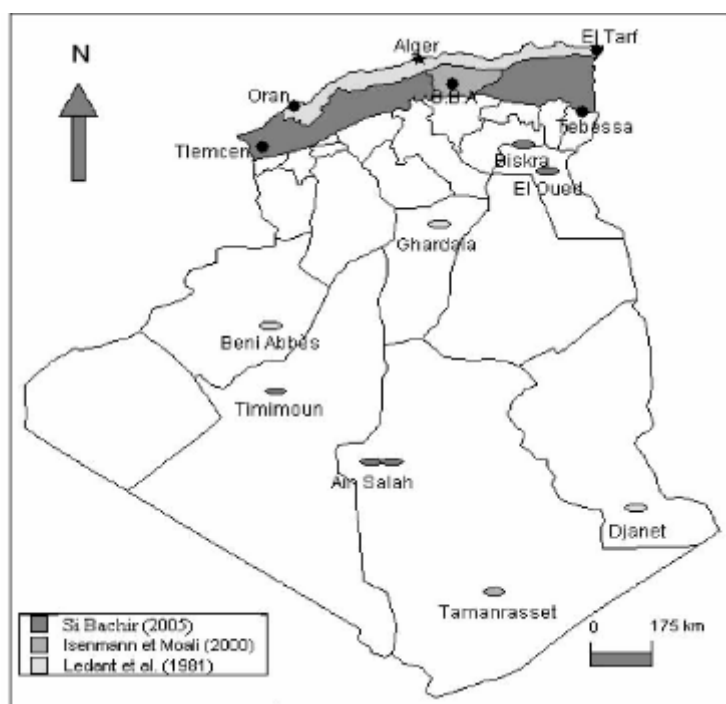 N
El Tarf
Alger
Oran
B.B.A
Tebessa
Tlemcen
Biskra
El Oued
Ghardaia
Beni Abbès
Timimoun
Ain Salah
Djanet
Tamanrasset
0 175 km
Si Bachir (2005)
Isenmann et Moali (2000)
Ledant et al. (1981)